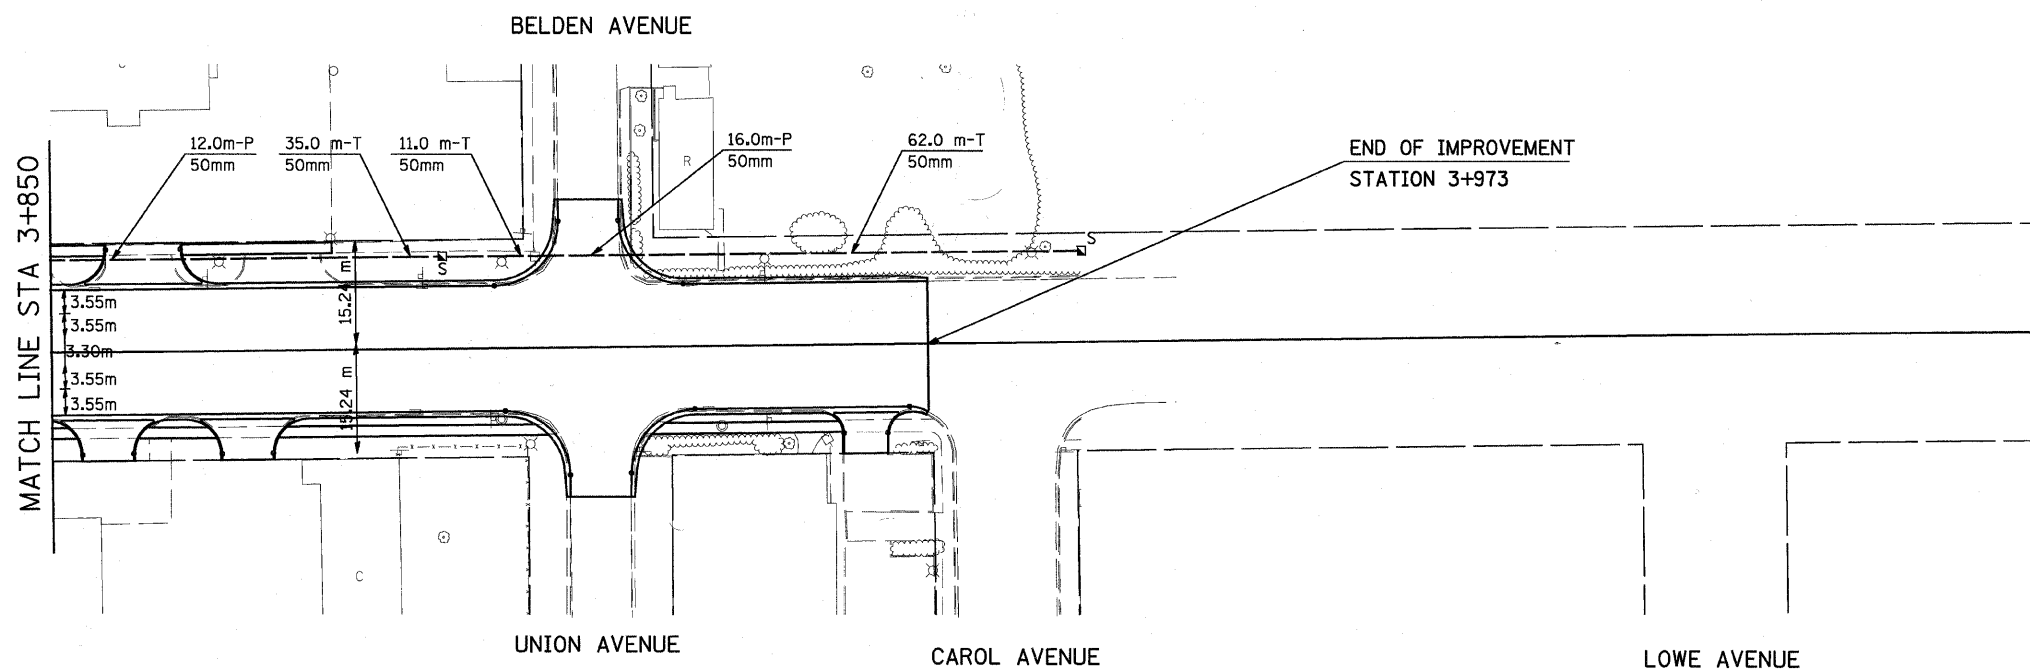 BELDEN AVENUE
12.0m-P
50mm
35.0 m-T
50mm
11.0 m-T
50mm
16.0m-P
50mm
62.0 m-T
50mm
END OF IMPROVEMENT
STATION 3+973
MATCH LINE STA 3+850
R
S
S
3.55m
3.55m
3.30m
3.55m
3.55m
15.24 m
15.24 m
C
UNION AVENUE
CAROL AVENUE
LOWE AVENUE